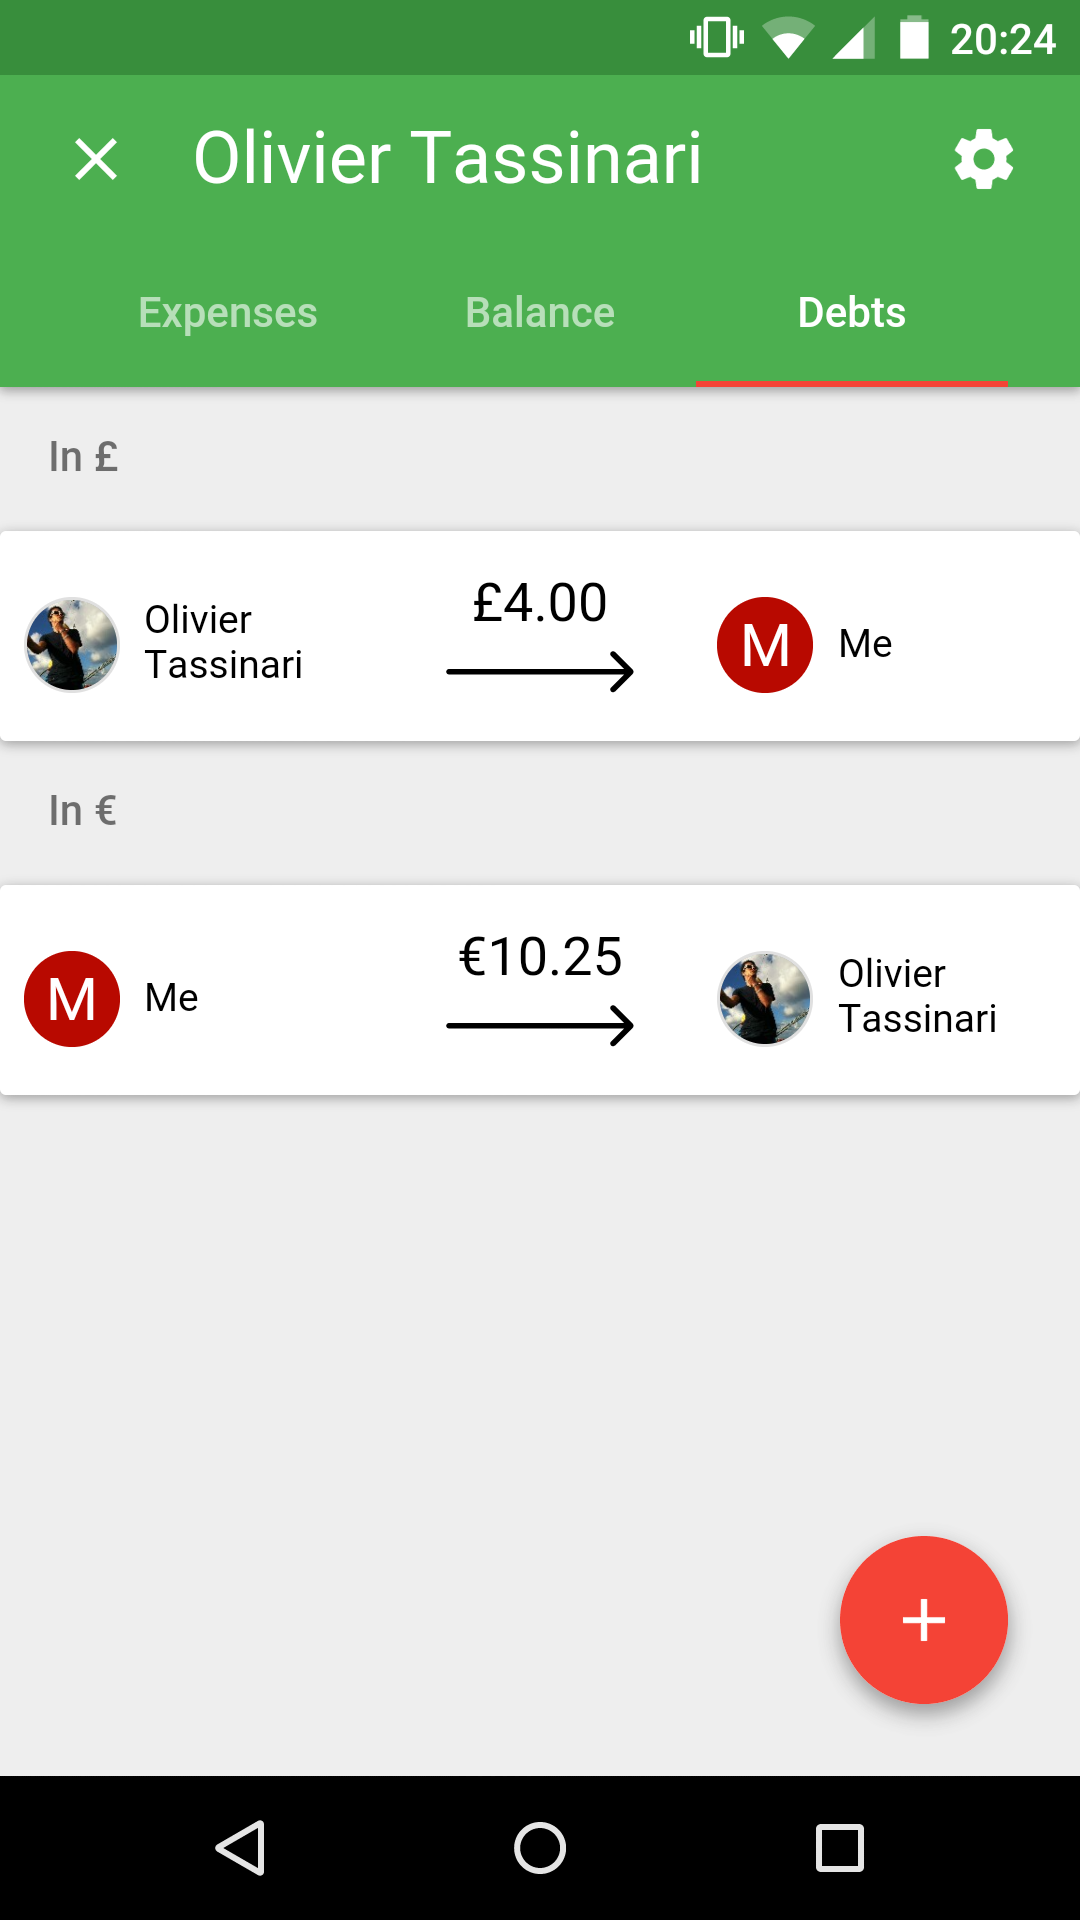 20:24
Olivier Tassinari
Expenses Balance Debts
In £
Olivier
Tassinari
£4.00
M
Me
In €
M
Me
€10.25
Olivier
Tassinari